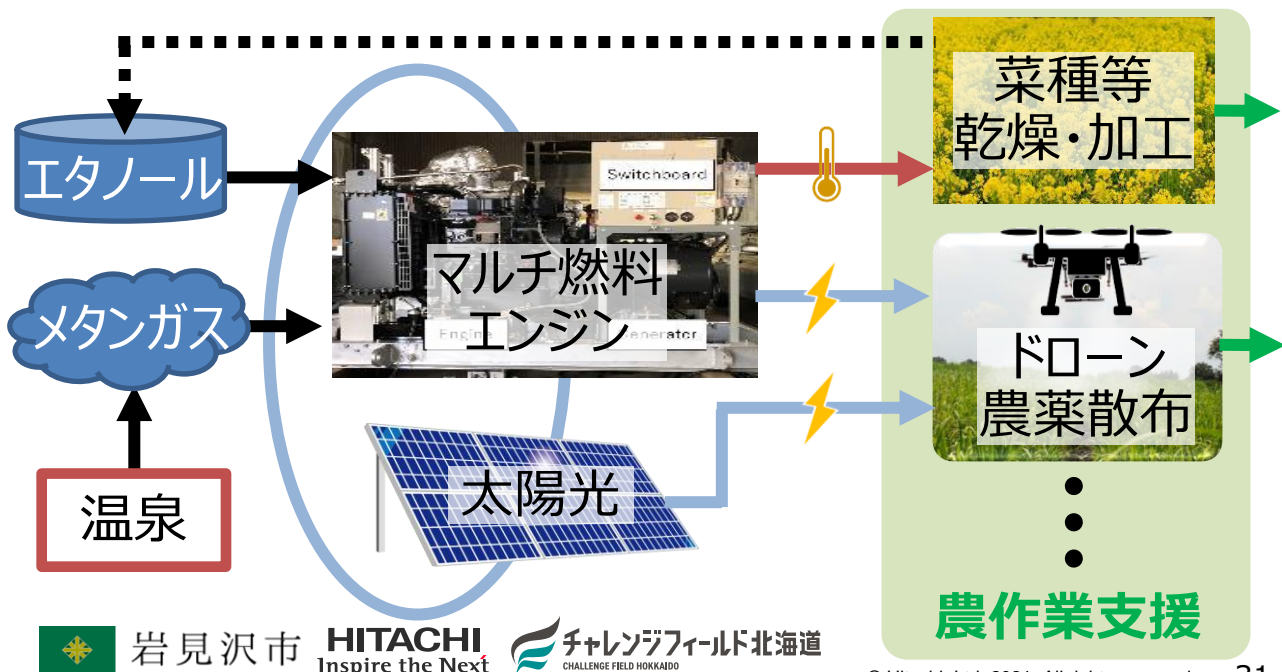 菜種等
乾燥・加工
エタノール
Switchboard
マルチ燃料
エンジン
Engine
Generator
メタンガス
ドローン
農薬散布
温泉
太陽光
農作業支援
岩見沢市
HITACHI
Inspire the Next
チャレンジフィールド北海道
CHALLENGE FIELD HOKKAIDO